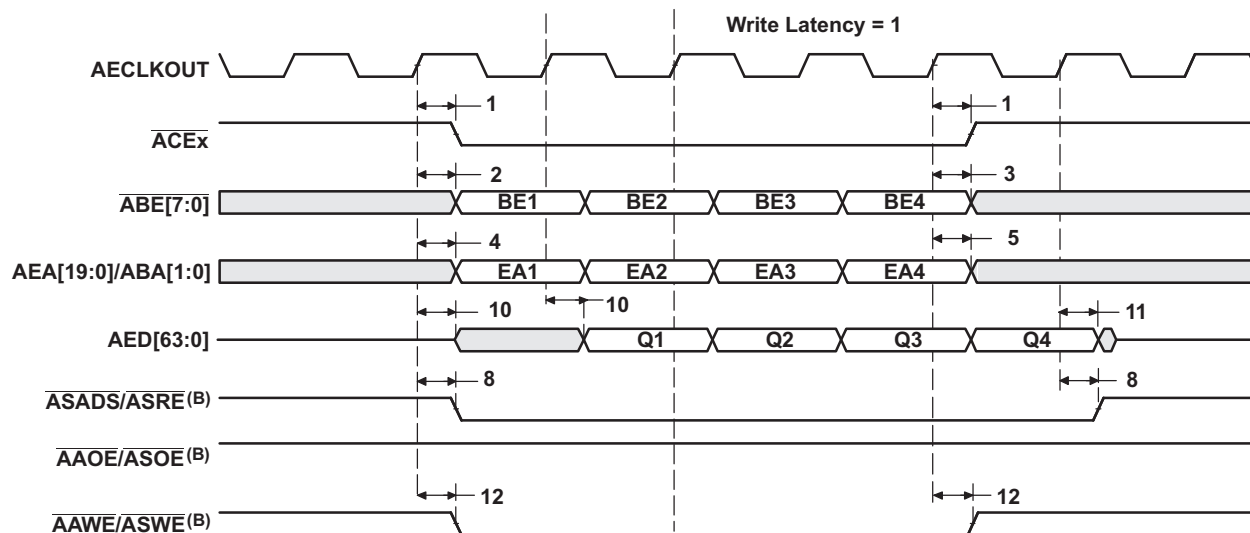 Write Latency = 1
AECLKOUT
1 1
ACEx
2 3
ABE[7:0] BE1 BE2 BE3 BE4
4 5
AEA[19:0]/ABA[1:0] EA1 EA2 EA3 EA4
10 10 11
AED[63:0] Q1 Q2 Q3 Q4
8 8
ASADS/ASRE(B)
AAOE/ASOE(B)
12 12
AAWE/ASWE(B)